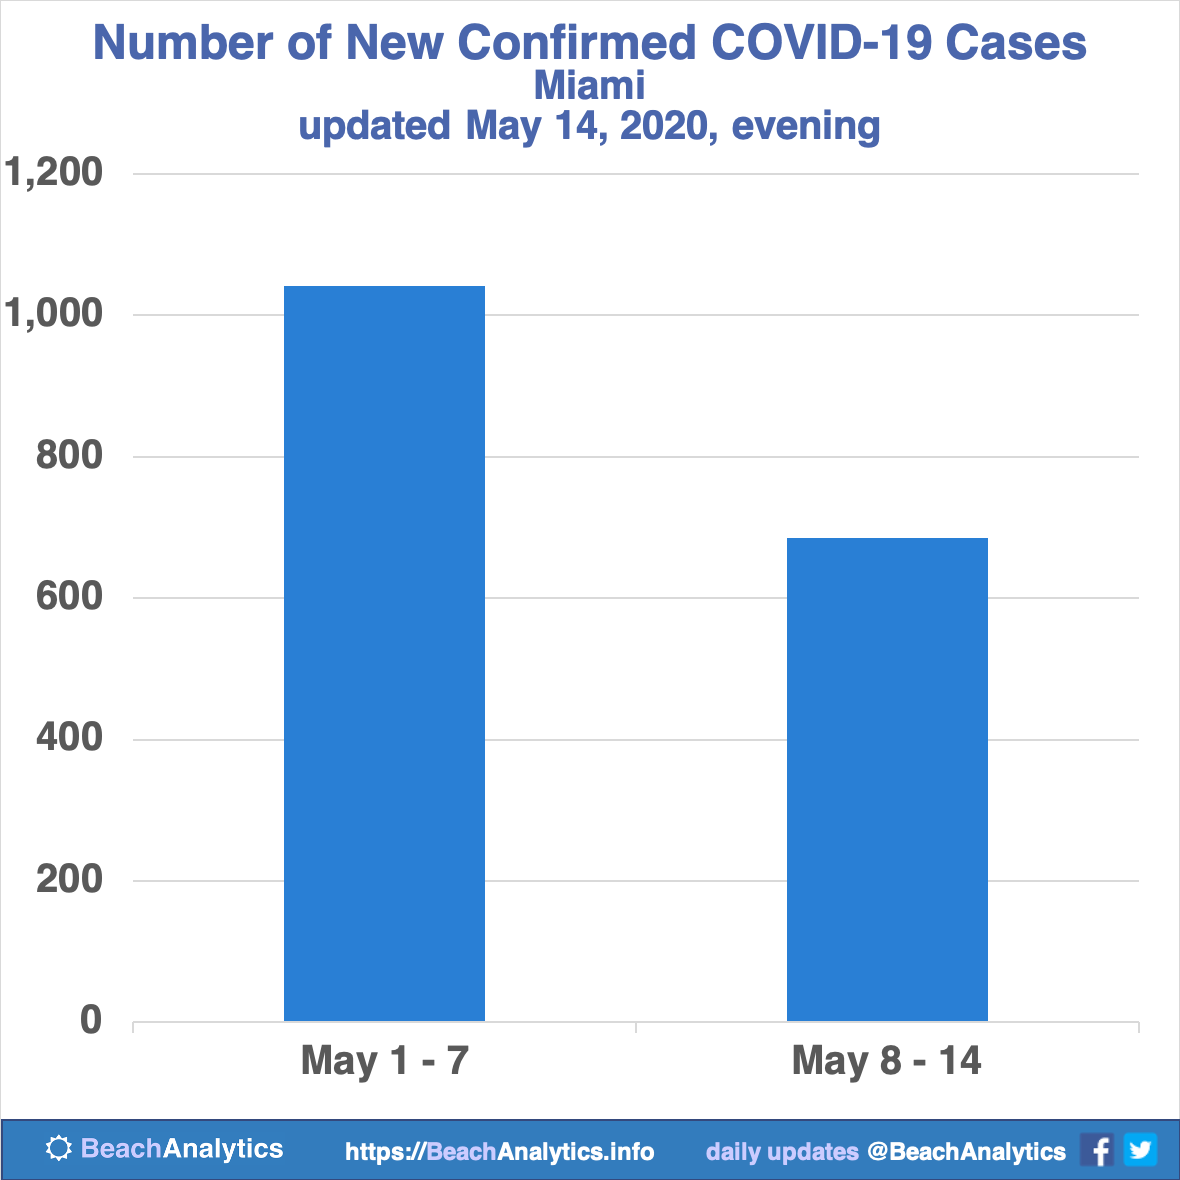 Number of New Confirmed COVID-19 Cases
Miami
updated May 14, 2020, evening
1,200
1,000
800
600
400
200
0
May 1 - 7
May 8 - 14
BeachAnalytics
https://BeachAnalytics.info
daily updates @BeachAnalytics
f